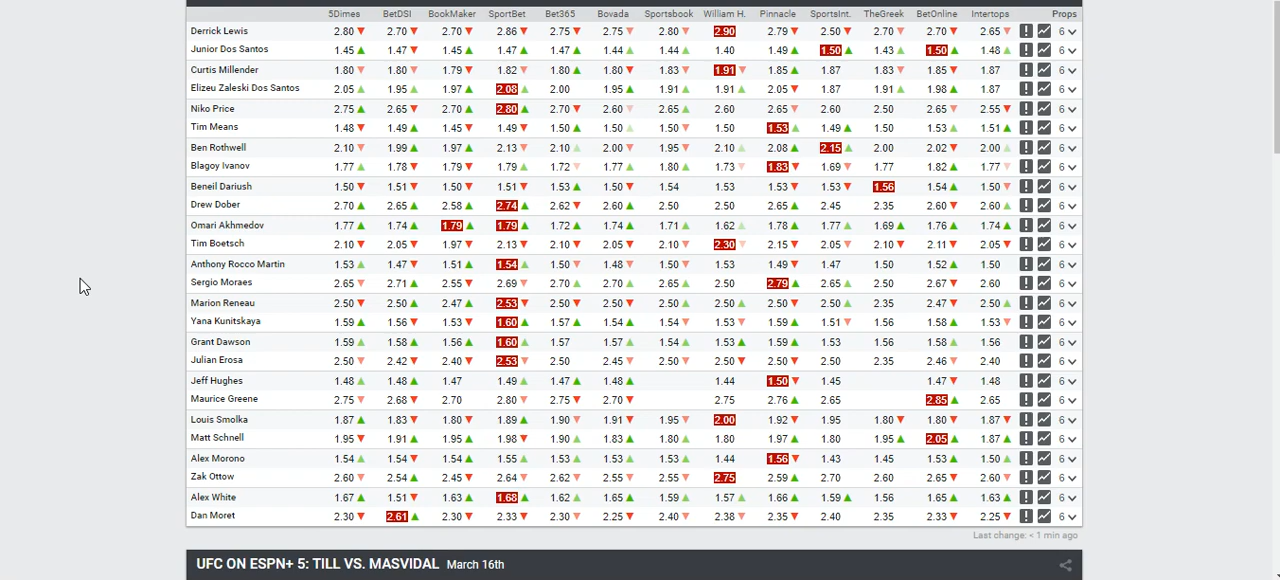 5Dimes BetDSI BookMaker SportBet Bet365 Bovada Sportsbook William H. Pinnacle SportsInt. TheGreek BetOnline Intertops Props
Derrick Lewis 2.80▼ 2.70▼ 2.70▼ 2.86▼ 2.75▼ 2.75▼ 2.80▼ 2.90 2.79▼ 2.50▼ 2.70▼ 2.70▼ 2.65▼ 6
Junior Dos Santos 1.45▲ 1.47▼ 1.45▲ 1.47▲ 1.47▲ 1.44▲ 1.44▲ 1.40 1.49▲ 1.50▲ 1.43▲ 1.50▲ 1.48▲ 6
Curtis Millender 1.80▼ 1.80▼ 1.79▼ 1.82▼ 1.80▲ 1.80▼ 1.83▼ 1.91▼ 1.85▲ 1.87 1.83▼ 1.85▼ 1.87 6
Elizeu Zaleski Dos Santos 2.05▲ 1.95▲ 1.97▲ 2.08▲ 2.00 1.95▲ 1.91▲ 1.91▲ 2.05▼ 1.87 1.91▲ 1.98▲ 1.87 6
Niko Price 2.75▲ 2.65▼ 2.70▲ 2.80▼ 2.70▼ 2.60▼ 2.65▲ 2.60 2.65▼ 2.60 2.50 2.65▼ 2.55▼ 6
Tim Means 1.48▼ 1.49▲ 1.45▼ 1.49▼ 1.50▲ 1.50▲ 1.50▼ 1.50 1.53▲ 1.49▲ 1.50 1.53▲ 1.51▲ 6
Ben Rothwell 2.10▼ 1.99▲ 1.97▲ 2.13▼ 2.10▲ 2.00▼ 1.95▼ 2.10▲ 2.08▲ 2.15▲ 2.00 2.02▼ 2.00▲ 6
Blagoy Ivanov 1.77▲ 1.78▼ 1.79▼ 1.79▲ 1.72▼ 1.77▲ 1.80▲ 1.73▼ 1.83▼ 1.69▼ 1.77 1.82▲ 1.77▼ 6
Beneil Dariush 1.50▼ 1.51▼ 1.50▼ 1.51▼ 1.53▲ 1.50▼ 1.54 1.53 1.53▼ 1.53▼ 1.56 1.54▲ 1.50▼ 6
Drew Dober 2.70▲ 2.65▲ 2.58▲ 2.74▲ 2.62▼ 2.60▲ 2.50 2.50 2.65▲ 2.45 2.35 2.60▼ 2.60▲ 6
Omari Akhmedov 1.77▲ 1.74▲ 1.79▲ 1.79▲ 1.72▲ 1.74▲ 1.71▲ 1.62▲ 1.78▲ 1.77▲ 1.69▲ 1.76▲ 1.74▲ 6
Tim Boetsch 2.10▼ 2.05▼ 1.97▼ 2.13▼ 2.10▼ 2.05▼ 2.10▼ 2.30▼ 2.15▼ 2.05▼ 2.10▼ 2.11▼ 2.05▼ 6
Anthony Rocco Martin 1.53▲ 1.47▼ 1.51▲ 1.54▲ 1.50▼ 1.48▼ 1.50▼ 1.53 1.49▼ 1.47 1.50 1.52▲ 1.50 6
Sergio Moraes 2.65▼ 2.71▲ 2.55▼ 2.69▼ 2.70▲ 2.70▲ 2.65▲ 2.50 2.79▲ 2.65▲ 2.50 2.67▼ 2.60 6
Marion Reneau 2.50▼ 2.50▲ 2.47▲ 2.53▼ 2.50▼ 2.50▼ 2.50▲ 2.50▲ 2.50▼ 2.50▲ 2.35 2.47▼ 2.50▲ 6
Yana Kunitskaya 1.59▲ 1.56▼ 1.53▼ 1.60▲ 1.57▲ 1.54▲ 1.54▼ 1.53▼ 1.59▲ 1.51▼ 1.56 1.58▲ 1.53▼ 6
Grant Dawson 1.59▲ 1.58▲ 1.56▲ 1.60▲ 1.57 1.57▲ 1.54▲ 1.53▲ 1.59▲ 1.53 1.56 1.58▲ 1.56 6
Julian Erosa 2.50▼ 2.42▼ 2.40▼ 2.53▼ 2.50 2.45▼ 2.50▼ 2.50▼ 2.50▼ 2.50 2.35 2.46▼ 2.40 6
Jeff Hughes 1.48▲ 1.48▲ 1.47 1.49▲ 1.47▲ 1.48▲ 1.44 1.50▼ 1.45 1.47▼ 1.48 6
Maurice Greene 2.75▼ 2.68▼ 2.70 2.80▼ 2.75▼ 2.70▼ 2.75 2.76▲ 2.65 2.85▲ 2.65 6
Louis Smolka 1.87▲ 1.83▼ 1.80▼ 1.89▲ 1.90▼ 1.91▼ 1.95▼ 2.00 1.92▼ 1.95 1.80▼ 1.80▼ 1.87▼ 6
Matt Schnell 1.95▼ 1.91▲ 1.95▲ 1.98▼ 1.90▲ 1.83▲ 1.80▲ 1.80 1.97▲ 1.80 1.95▲ 2.05▲ 1.87▲ 6
Alex Morono 1.54▲ 1.54▼ 1.54▲ 1.55▲ 1.53▲ 1.53▲ 1.53▲ 1.44 1.56▼ 1.43 1.45 1.53▲ 1.50▲ 6
Zak Ottow 2.60▼ 2.54▲ 2.45▼ 2.64▼ 2.62▼ 2.55▼ 2.55▼ 2.75 2.59▲ 2.70 2.60 2.65▼ 2.60▼ 6
Alex White 1.67▲ 1.51▼ 1.63▲ 1.68▲ 1.62▲ 1.65▲ 1.59▲ 1.57▲ 1.66▲ 1.59▲ 1.56 1.65▲ 1.63▲ 6
Dan Moret 2.30▼ 2.61▲ 2.30▼ 2.33▼ 2.30▼ 2.25▼ 2.40▼ 2.38▼ 2.35▼ 2.40 2.35 2.33▼ 2.25▼ 6
Last change: < 1 min ago
UFC ON ESPN+ 5: TILL VS. MASVIDAL March 16th